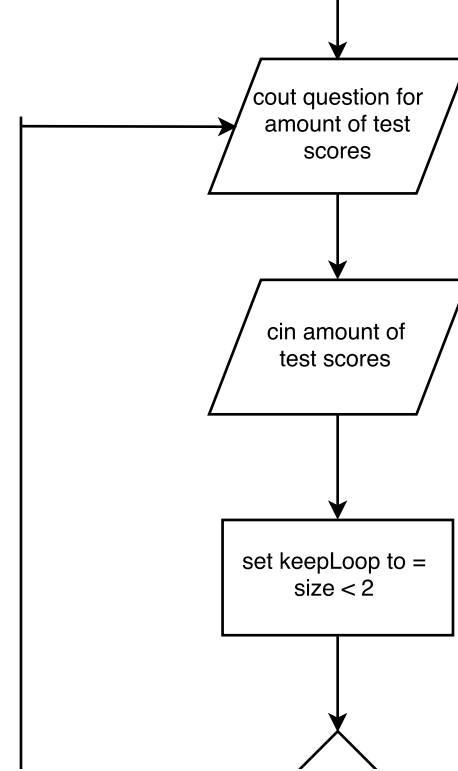 cout question for
amount of test
scores
cin amount of
test scores
set keepLoop to =
size < 2